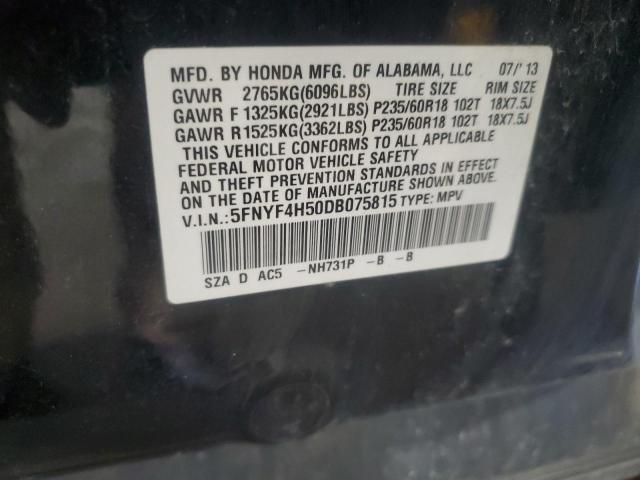 MFD. BY HONDA MFG. OF ALABAMA, LLC 07/'13
GVWR 2765KG(6096LBS) TIRE SIZE RIM SIZE
GAWR F 1325KG(2921LBS) P235/60R18 102T 18X7.5J
GAWR R 1525KG(3362LBS) P235/60R18 102T 18X7.5J
THIS VEHICLE CONFORMS TO ALL APPLICABLE
FEDERAL MOTOR VEHICLE SAFETY
AND THEFT PREVENTION STANDARDS IN EFFECT
ON THE DATE OF MANUFACTURE SHOWN ABOVE.
V.I.N.:5FNYF4H50DB075815 TYPE: MPV
SZA D AC5 -NH731P -B -B